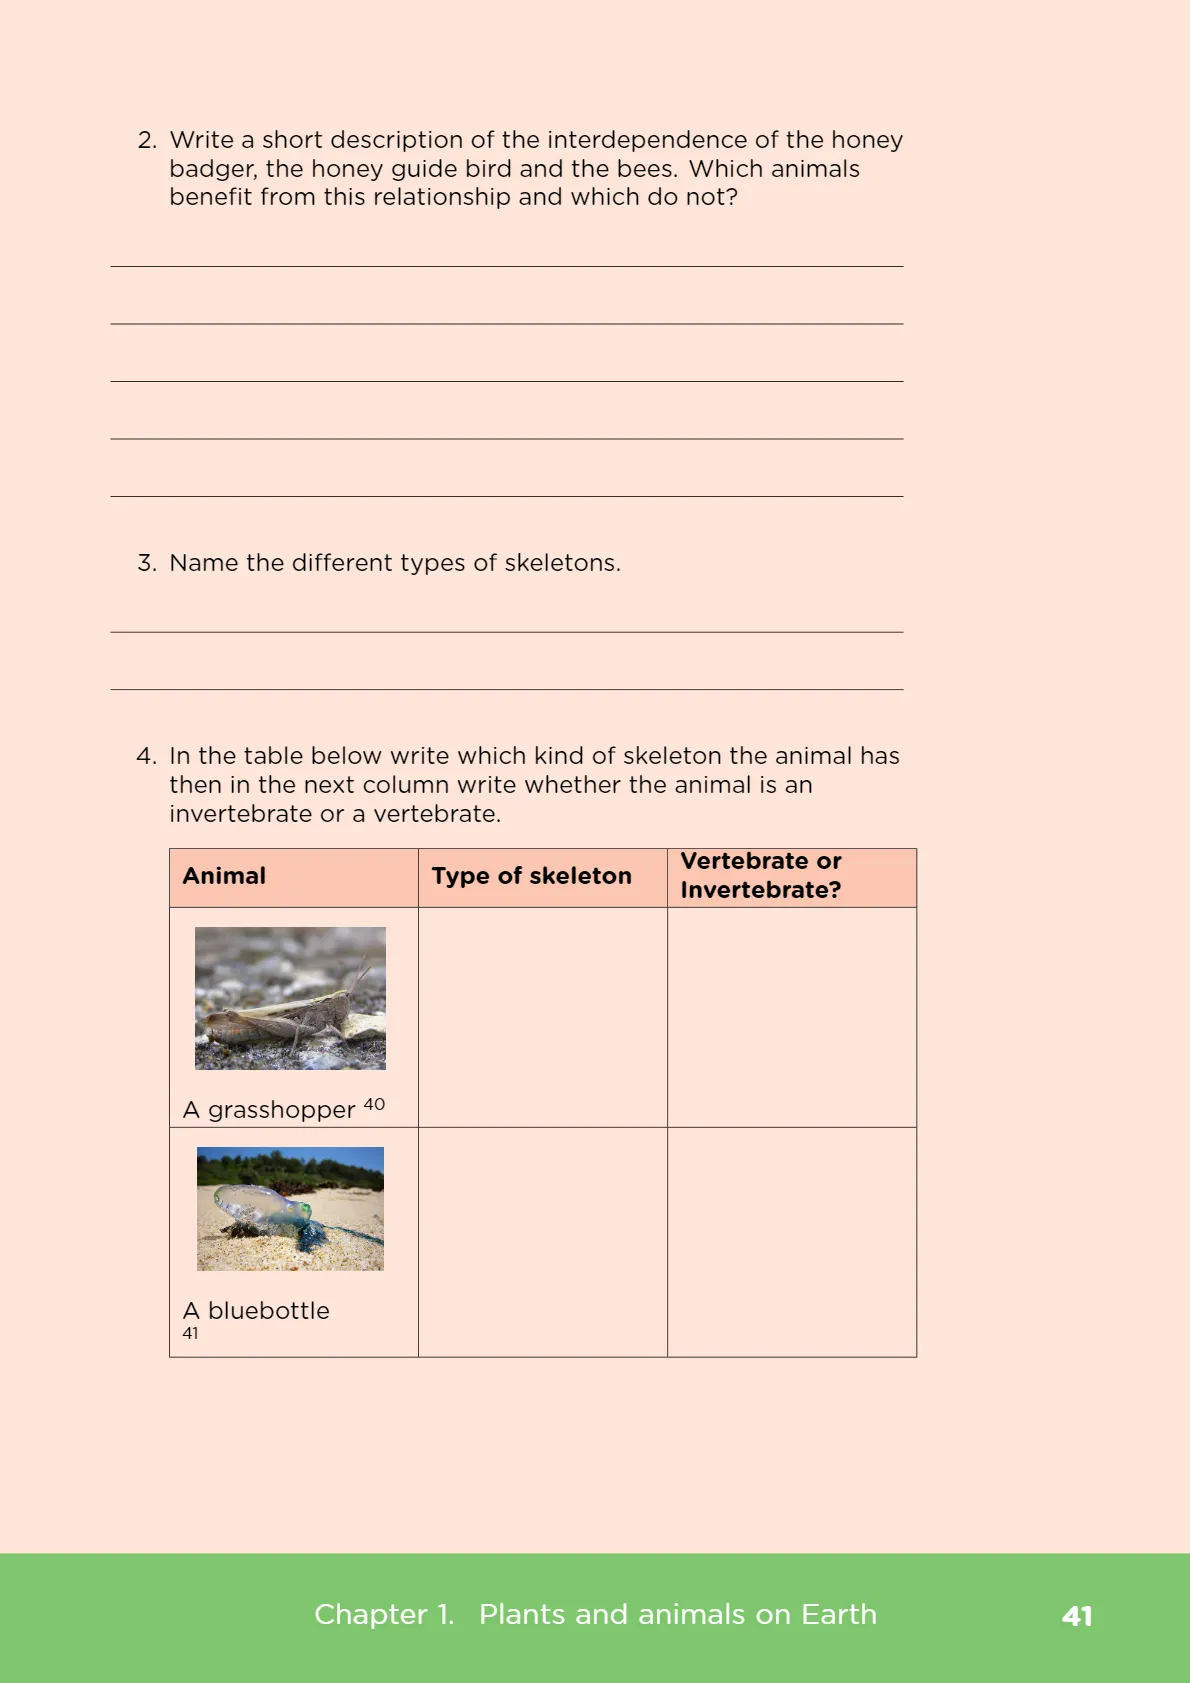 2. Write a short description of the interdependence of the honey
badger, the honey guide bird and the bees. Which animals
benefit from this relationship and which do not?
3. Name the different types of skeletons.
4. In the table below write which kind of skeleton the animal has
then in the next column write whether the animal is an
invertebrate or a vertebrate.
Animal
Type of skeleton
Vertebrate or
Invertebrate?
A grasshopper 40
A bluebottle
41
Chapter 1. Plants and animals on Earth
41